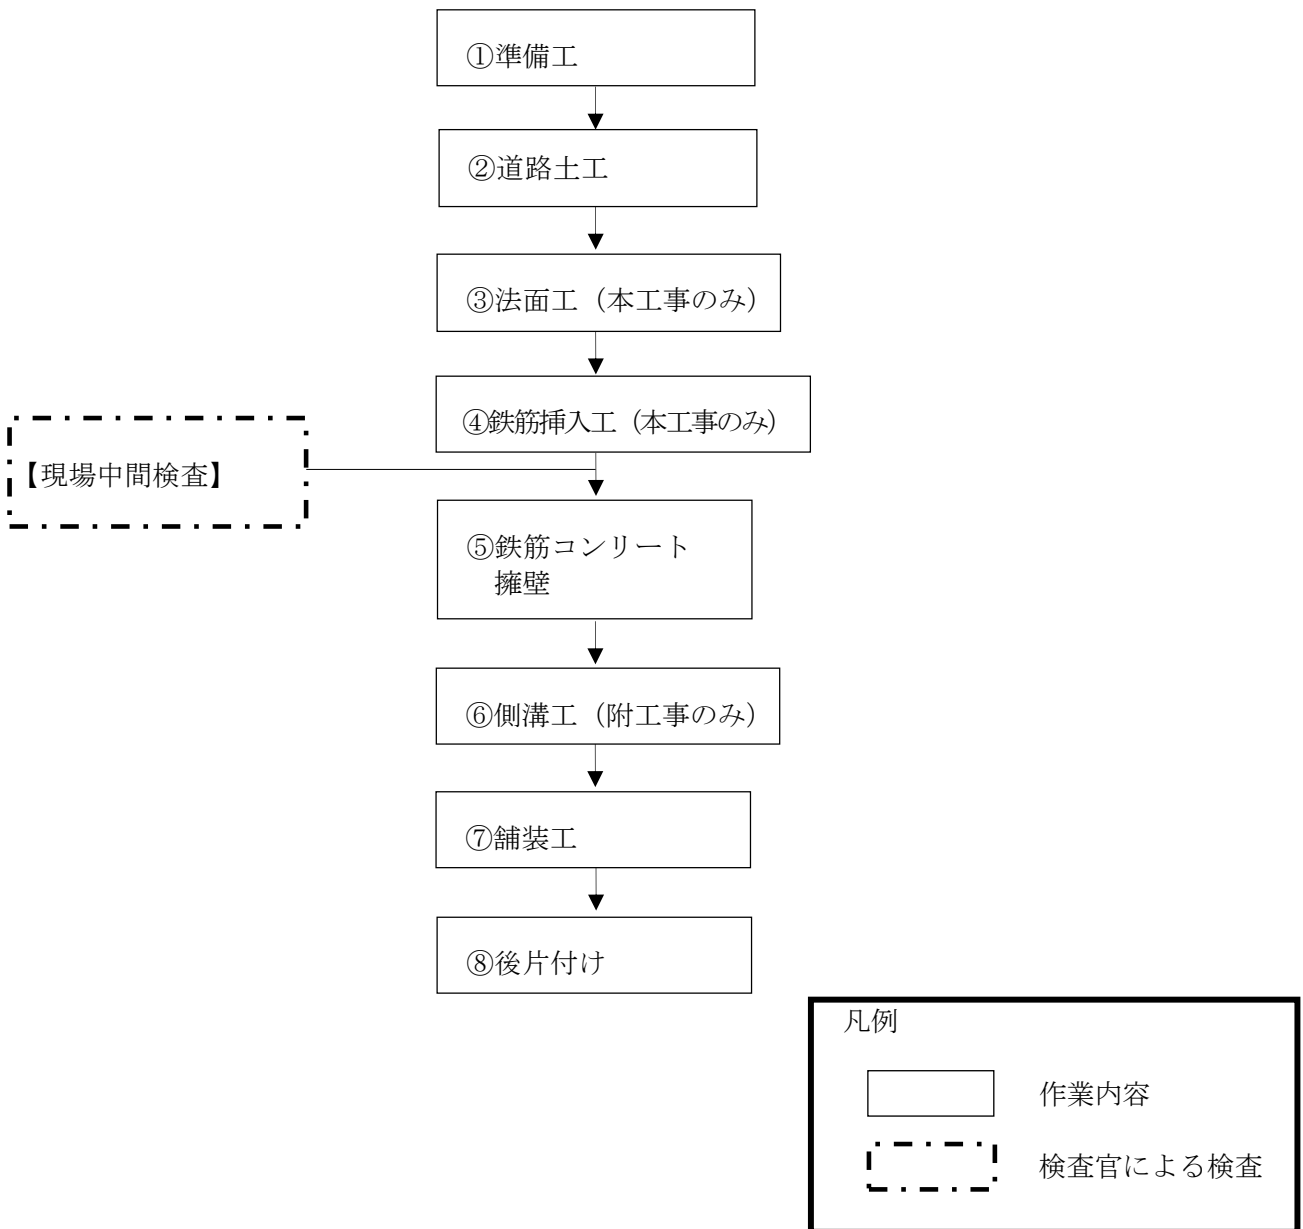 ①準備工
②道路土工
③法面工（本工事のみ）
④鉄筋挿入工（本工事のみ）
【現場中間検査】
⑤鉄筋コンリート
擁壁
⑥側溝工（附工事のみ）
⑦舗装工
⑧後片付け
凡例
作業内容
検査官による検査